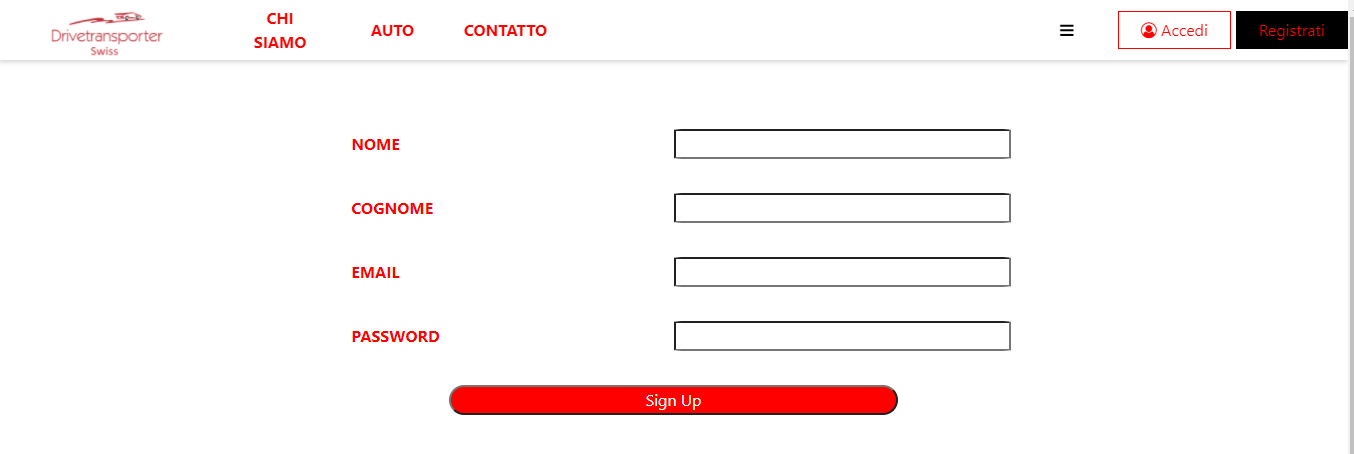 Drivetransporter
Swiss
CHI
SIAMO
AUTO
CONTATTO
Accedi
Registrati
NOME
COGNOME
EMAIL
PASSWORD
Sign Up